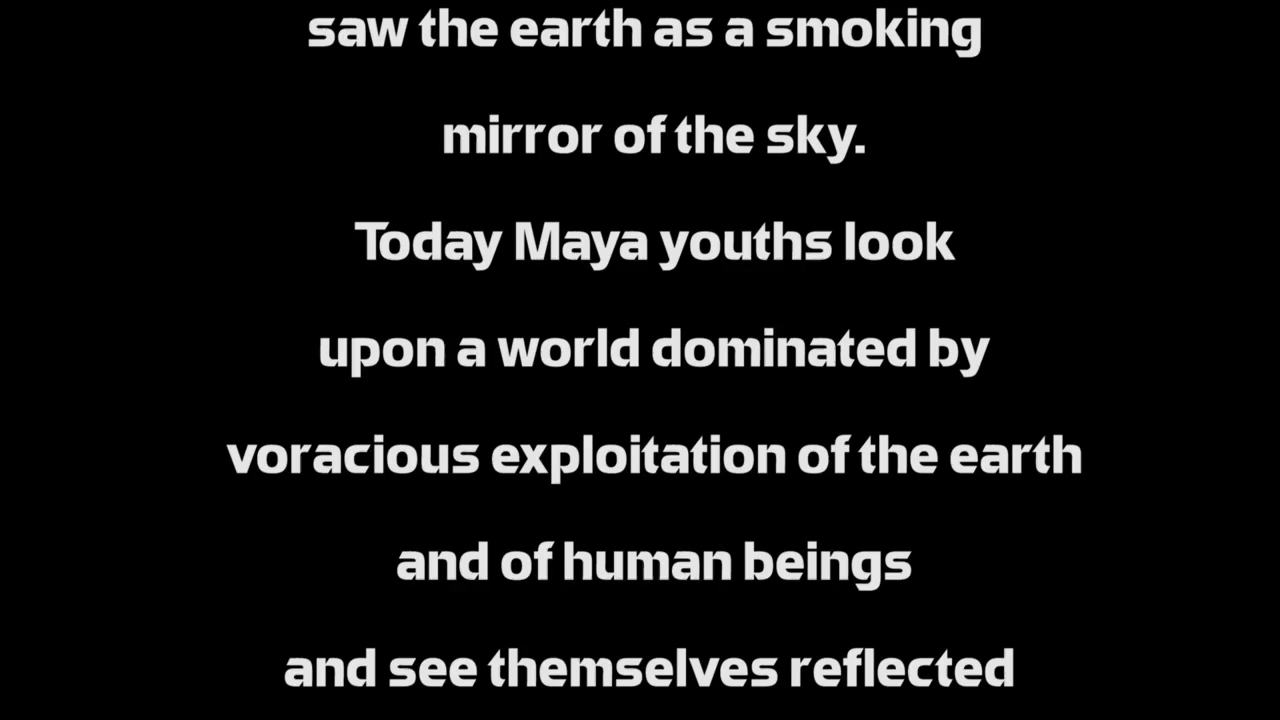 saw the earth as a smoking
mirror of the sky.
Today Maya youths look
upon a world dominated by
voracious exploitation of the earth
and of human beings
and see themselves reflected